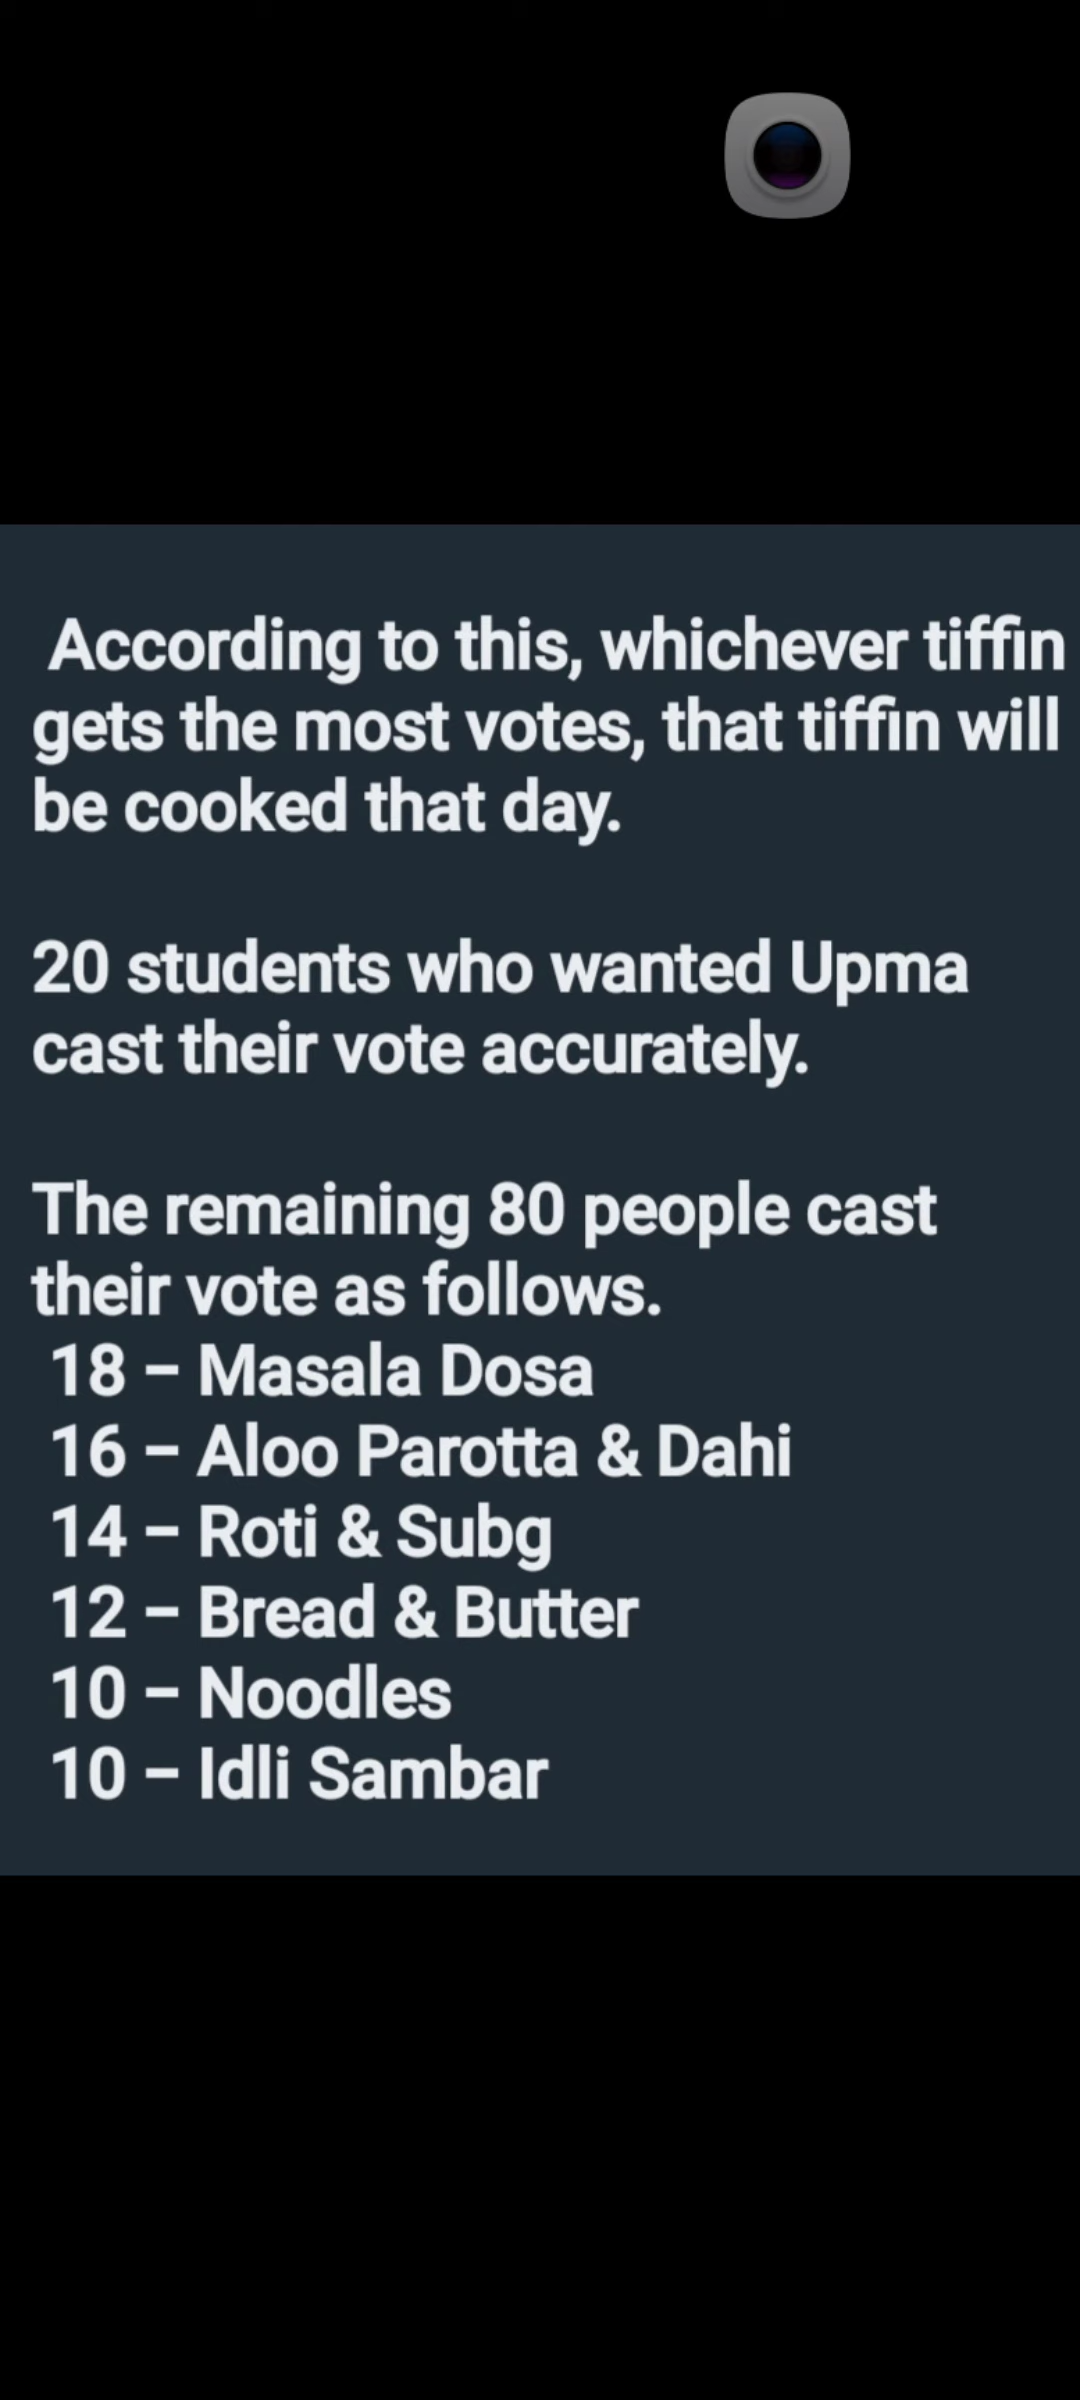 According to this, whichever tiffin
gets the most votes, that tiffin will
be cooked that day.
20 students who wanted Upma
cast their vote accurately.
The remaining 80 people cast
their vote as follows.
18 – Masala Dosa
16 – Aloo Parotta & Dahi
14 – Roti & Subg
12 – Bread & Butter
10 – Noodles
10 – Idli Sambar